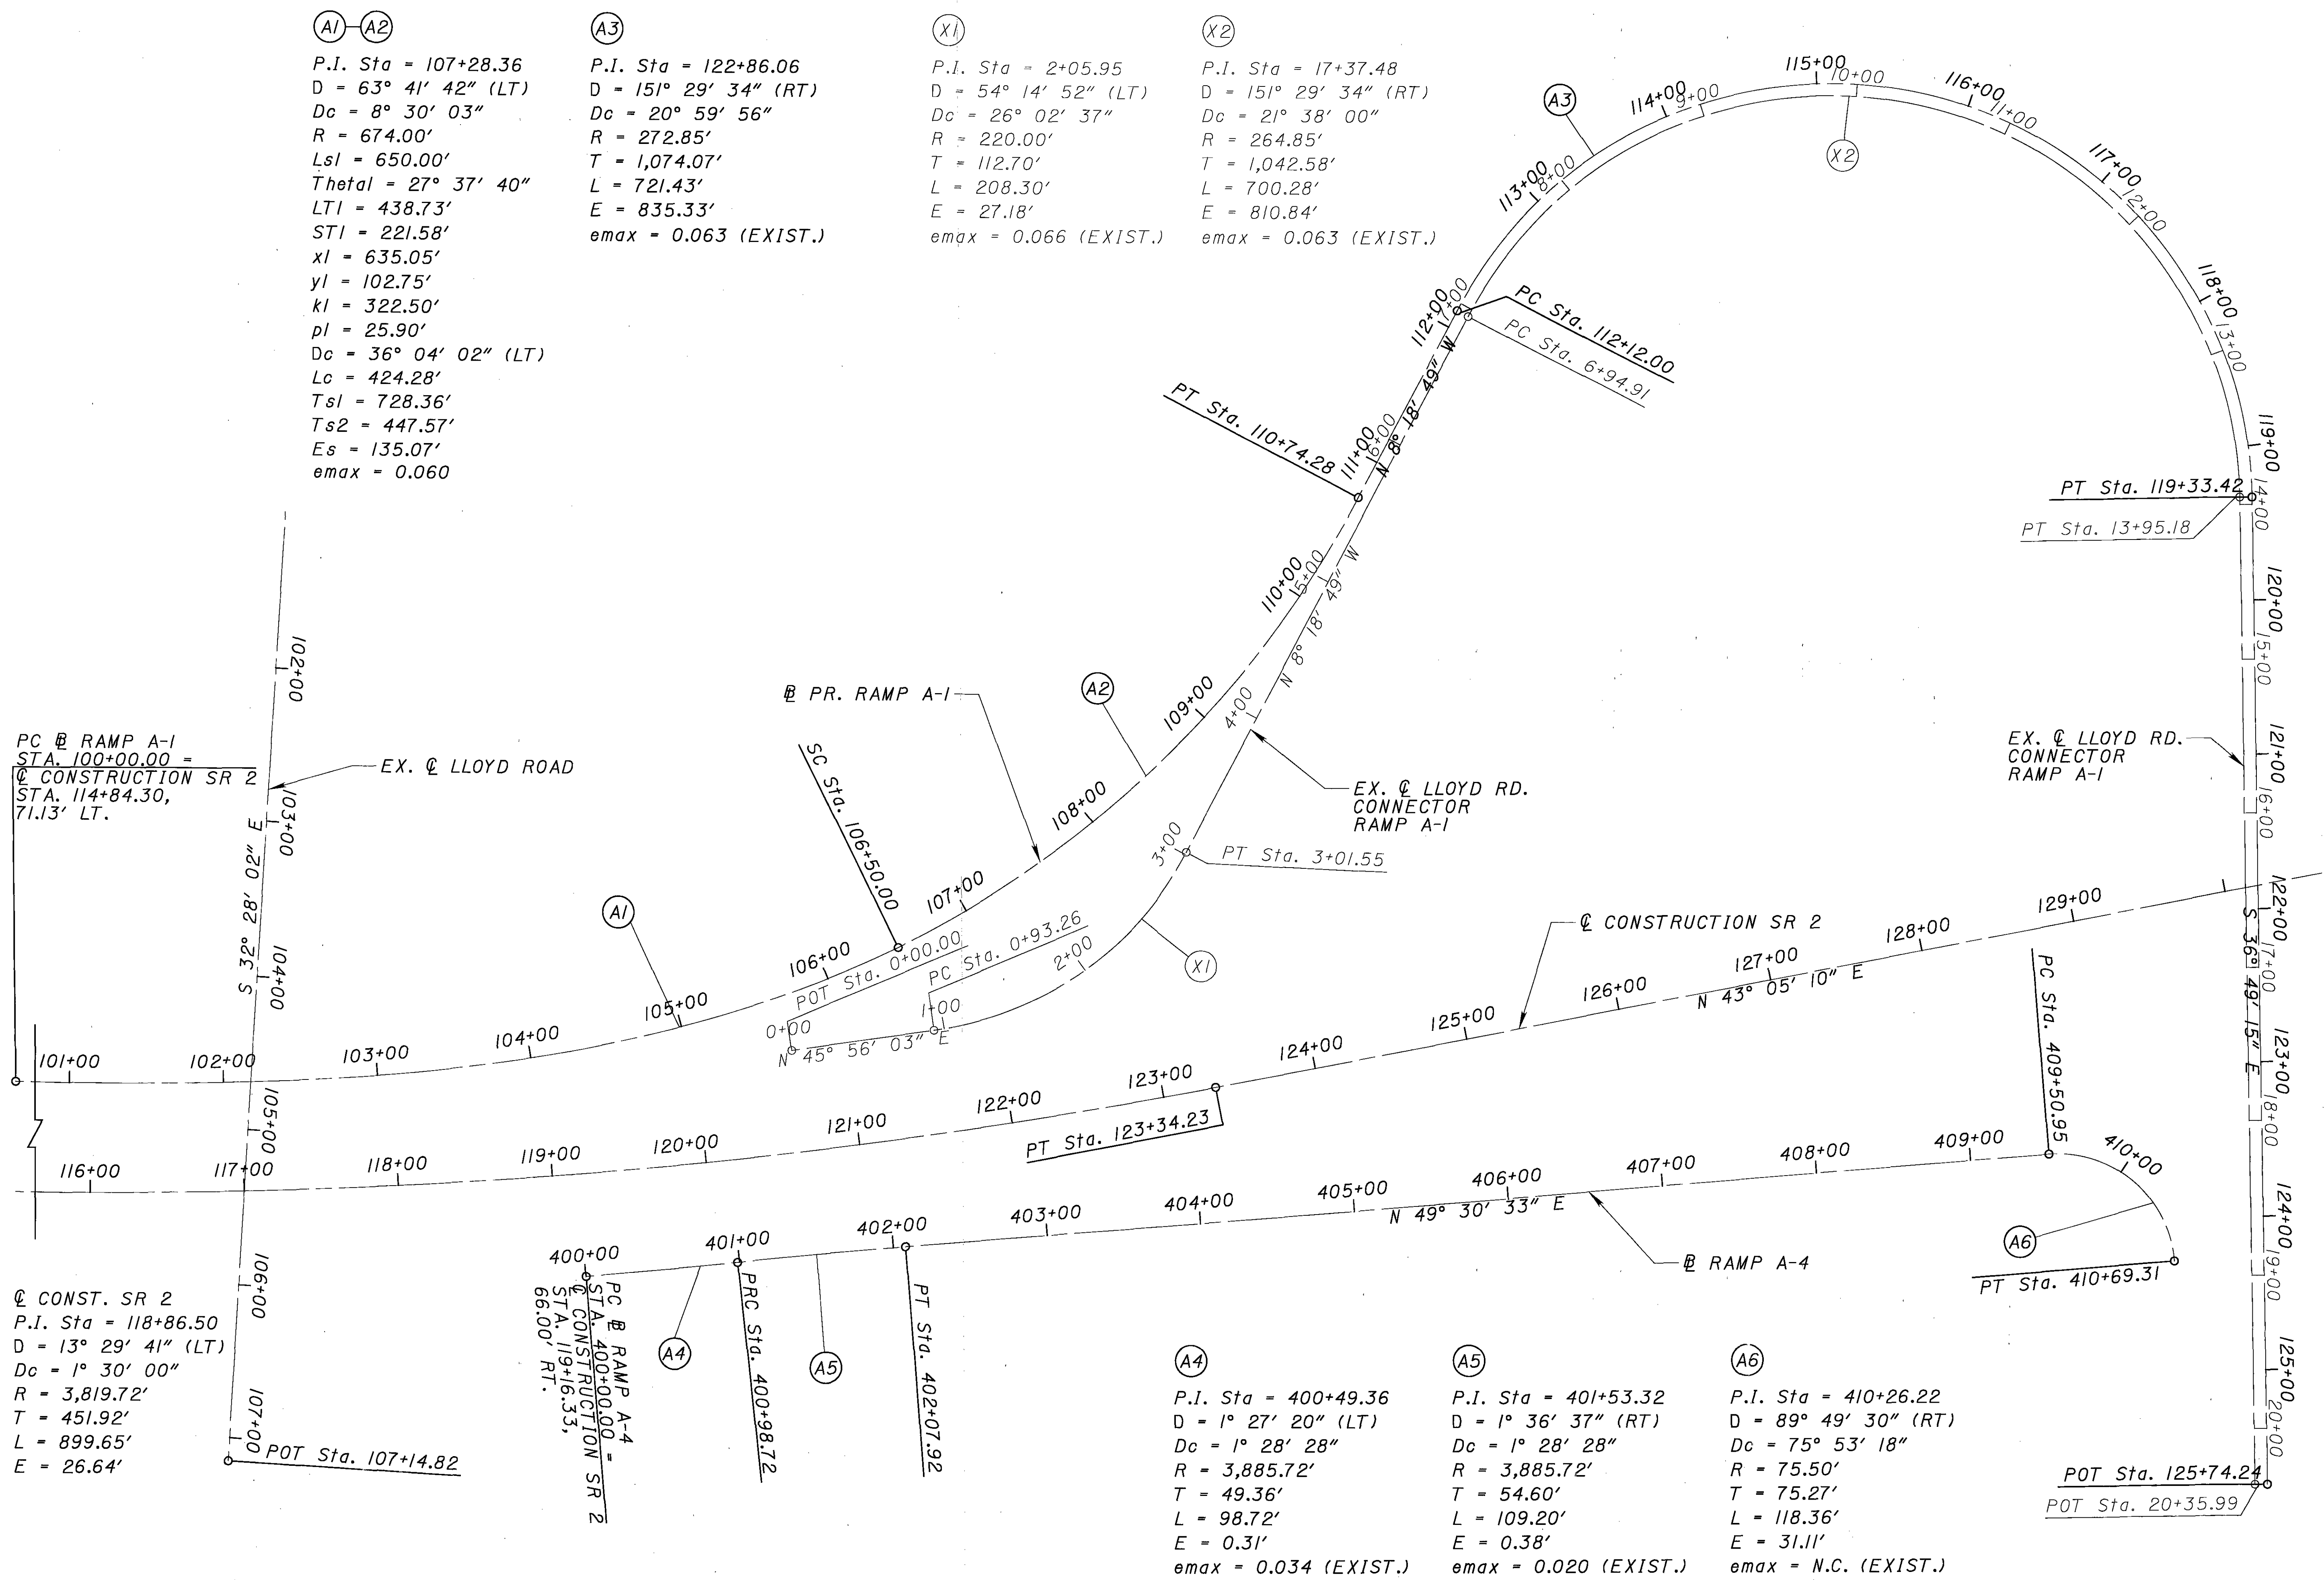 A1 A2
P.I. Sta = 107+28.36
D = 63° 41' 42" (LT)
Dc = 8° 30' 03"
R = 674.00'
Ls1 = 650.00'
Theta1 = 27° 37' 40"
LT1 = 438.73'
ST1 = 221.58'
x1 = 635.05'
y1 = 102.75'
k1 = 322.50'
p1 = 25.90'
Dc = 36° 04' 02" (LT)
Lc = 424.28'
Ts1 = 728.36'
Ts2 = 447.57'
Es = 135.07'
emax = 0.060
A3
P.I. Sta = 122+86.06
D = 151° 29' 34" (RT)
Dc = 20° 59' 56"
R = 272.85'
T = 1,074.07'
L = 721.43'
E = 835.33'
emax = 0.063 (EXIST.)
X1
P.I. Sta = 2+05.95
D = 54° 14' 52" (LT)
Dc = 26° 02' 37"
R = 220.00'
T = 112.70'
L = 208.30'
E = 27.18'
emax = 0.066 (EXIST.)
X2
P.I. Sta = 17+37.48
D = 151° 29' 34" (RT)
Dc = 21° 38' 00"
R = 264.85'
T = 1,042.58'
L = 700.28'
E = 810.84'
emax = 0.063 (EXIST.)
A3
X2
112+00
113+00
114+00
115+00
116+00
117+00
118+00
119+00
120+00
121+00
122+00
123+00
124+00
125+00
7+00
8+00
9+00
10+00
11+00
12+00
13+00
14+00
15+00
16+00
17+00
18+00
19+00
20+00
PC Sta. 112+12.00
PC Sta. 6+94.91
N 8° 18' 49" W
PT Sta. 110+74.28
111+00
6+00
110+00
5+00
N 8° 18' 49" W
4+00
3+00
109+00
108+00
107+00
106+00
105+00
104+00
103+00
102+00
101+00
PT Sta. 119+33.42
PT Sta. 13+95.18
EX. ℄ LLOYD RD.
CONNECTOR
RAMP A-1
S 36° 49' 15" E
POT Sta. 125+74.24
POT Sta. 20+35.99
A2
A1
X1
℄ PR. RAMP A-1
SC Sta. 106+50.00
POT Sta. 0+00.00
PC Sta. 0+93.26
0+00
1+00
2+00
N 45° 56' 03" E
PT Sta. 3+01.55
EX. ℄ LLOYD RD.
CONNECTOR
RAMP A-1
PC ℄ RAMP A-1
STA. 100+00.00 =
℄ CONSTRUCTION SR 2
STA. 114+84.30,
71.13' LT.
EX. ℄ LLOYD ROAD
S 32° 28' 02" E
102+00
103+00
104+00
105+00
106+00
107+00
POT Sta. 107+14.82
℄ CONSTRUCTION SR 2
116+00
117+00
118+00
119+00
120+00
121+00
122+00
123+00
124+00
125+00
126+00
127+00
128+00
129+00
N 43° 05' 10" E
PT Sta. 123+34.23
400+00
401+00
402+00
403+00
404+00
405+00
406+00
407+00
408+00
409+00
410+00
N 49° 30' 33" E
℄ RAMP A-4
PC Sta. 409+50.95
PT Sta. 410+69.31
A6
PC ℄ RAMP A-4
STA. 400+00.00 =
℄ CONSTRUCTION SR 2
STA. 119+16.33,
66.00' RT.
A4
PRC Sta. 400+98.72
A5
PT Sta. 402+07.92
℄ CONST. SR 2
P.I. Sta = 118+86.50
D = 13° 29' 41" (LT)
Dc = 1° 30' 00"
R = 3,819.72'
T = 451.92'
L = 899.65'
E = 26.64'
A4
P.I. Sta = 400+49.36
D = 1° 27' 20" (LT)
Dc = 1° 28' 28"
R = 3,885.72'
T = 49.36'
L = 98.72'
E = 0.31'
emax = 0.034 (EXIST.)
A5
P.I. Sta = 401+53.32
D = 1° 36' 37" (RT)
Dc = 1° 28' 28"
R = 3,885.72'
T = 54.60'
L = 109.20'
E = 0.38'
emax = 0.020 (EXIST.)
A6
P.I. Sta = 410+26.22
D = 89° 49' 30" (RT)
Dc = 75° 53' 18"
R = 75.50'
T = 75.27'
L = 118.36'
E = 31.11'
emax = N.C. (EXIST.)